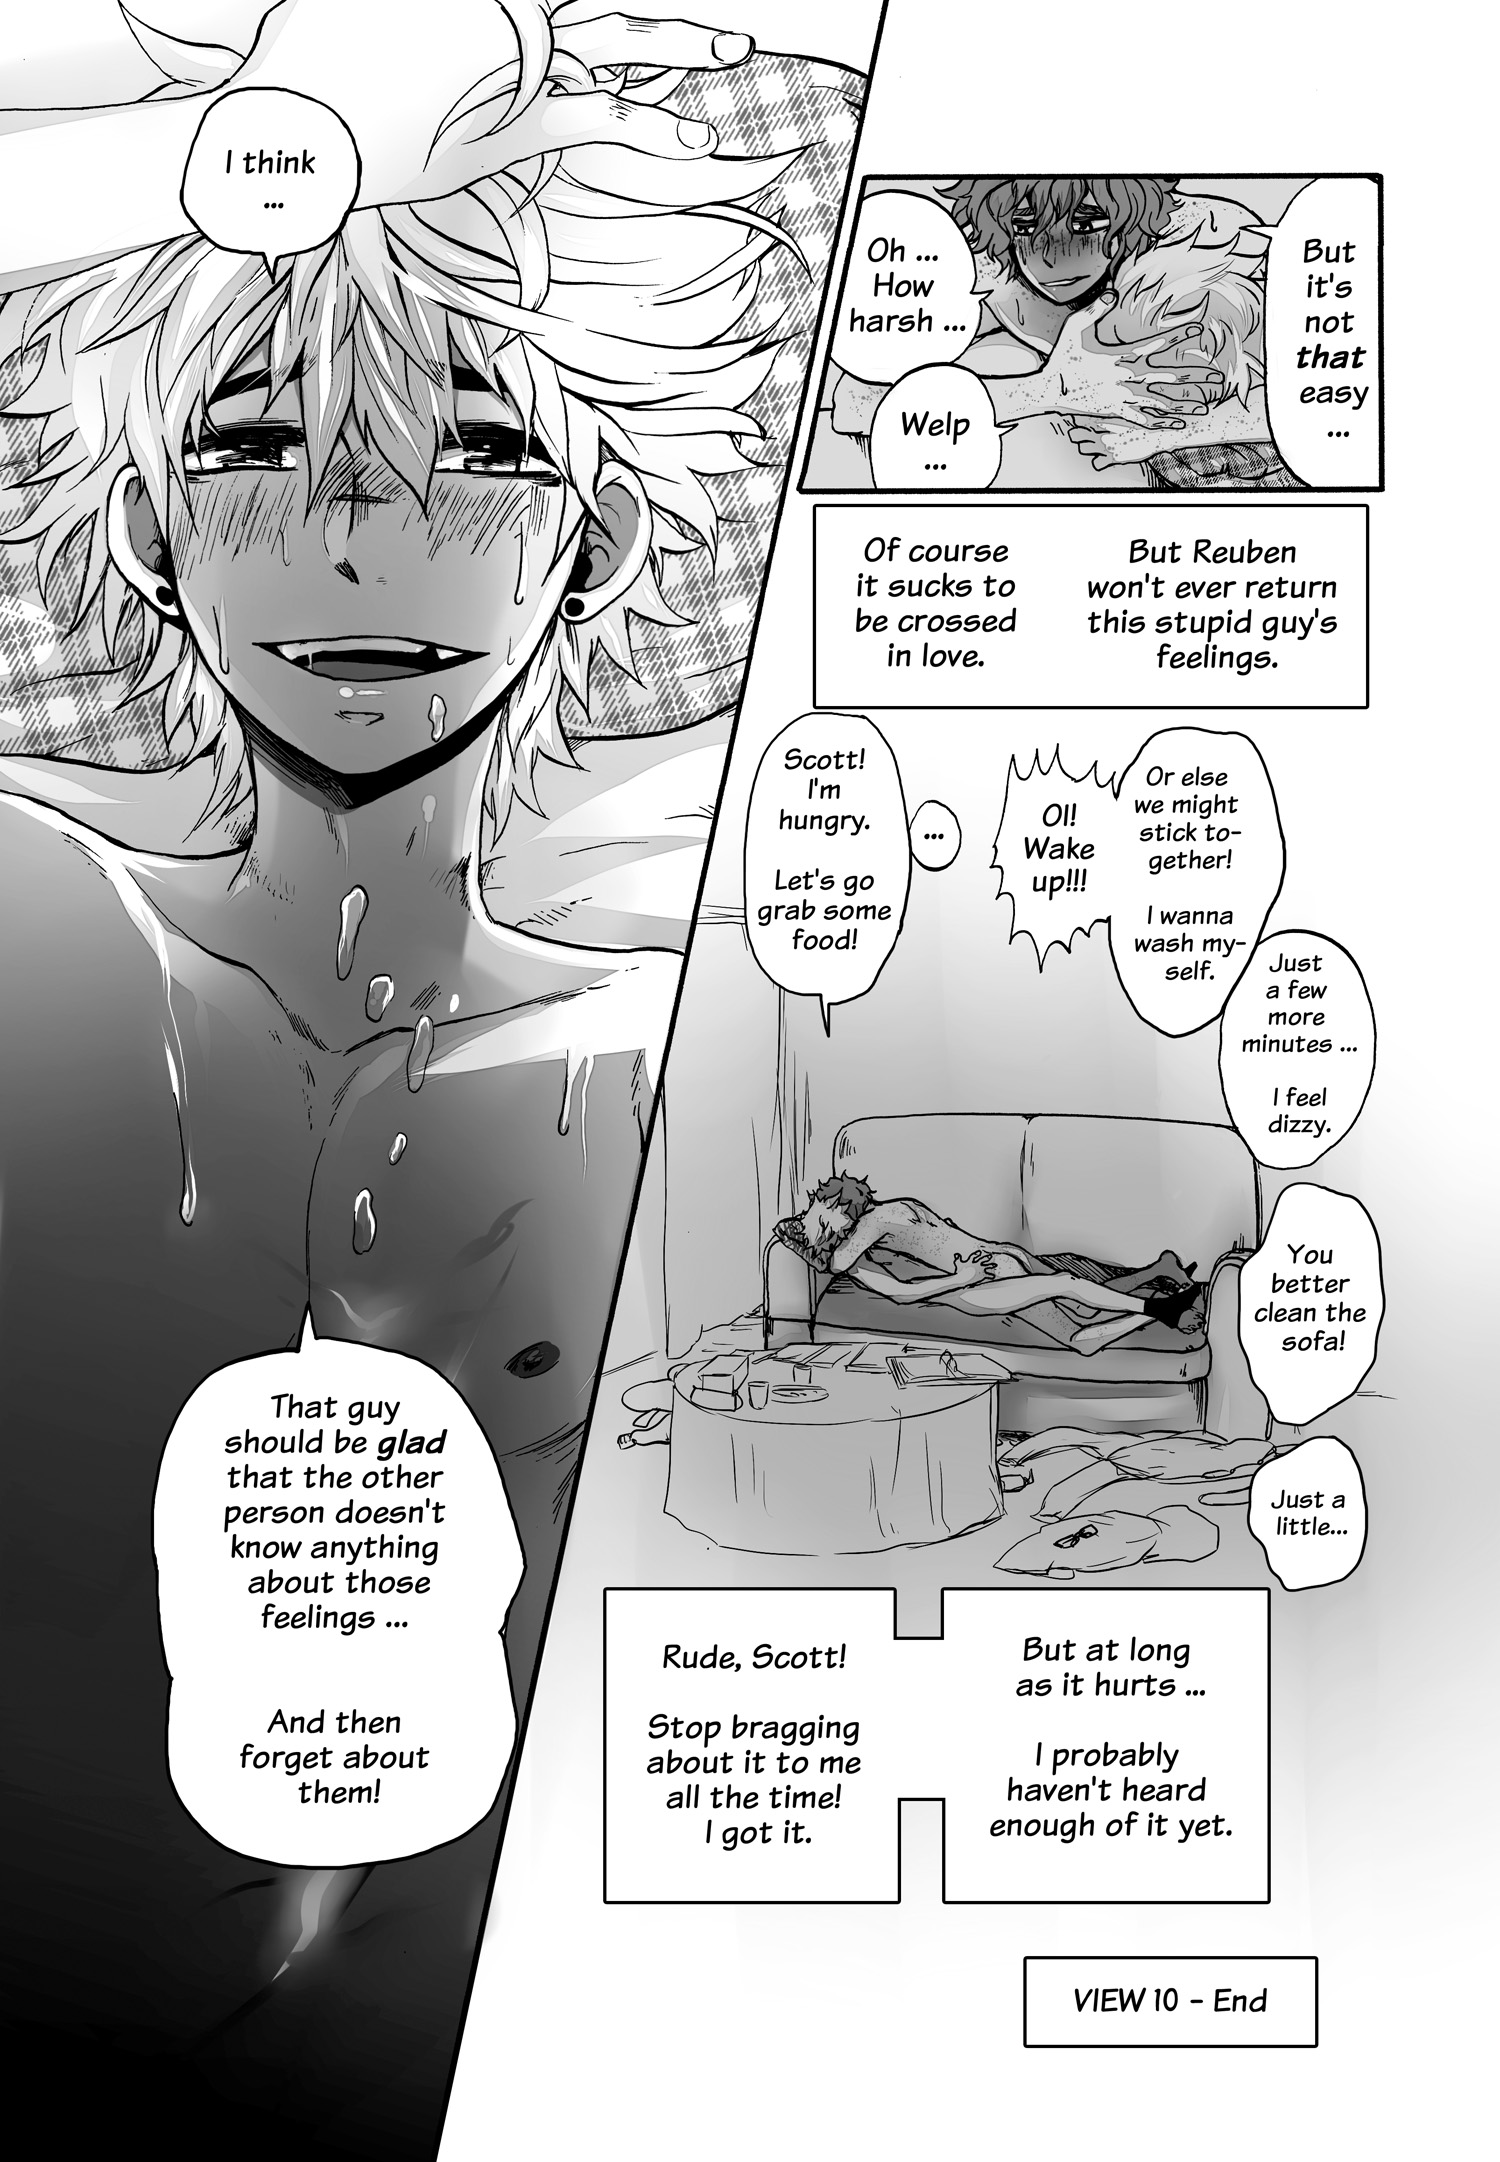 I think
...
That guy
should be glad
that the other
person doesn't
know anything
about those
feelings ...
And then
forget about
them!
Oh ...
How
harsh ...
Welp
...
But
it's
not
that
easy
...
Of course
it sucks to
be crossed
in love.
But Reuben
won't ever return
this stupid guy's
feelings.
Scott!
I'm
hungry.
Let's go
grab some
food!
...
OI!
Wake
up!!!
Or else
we might
stick to-
gether!
I wanna
wash my-
self.
Just
a few
more
minutes ...
I feel
dizzy.
You
better
clean the
sofa!
Just a
little...
Rude, Scott!
Stop bragging
about it to me
all the time!
I got it.
But at long
as it hurts ...
I probably
haven't heard
enough of it yet.
VIEW 10 - End